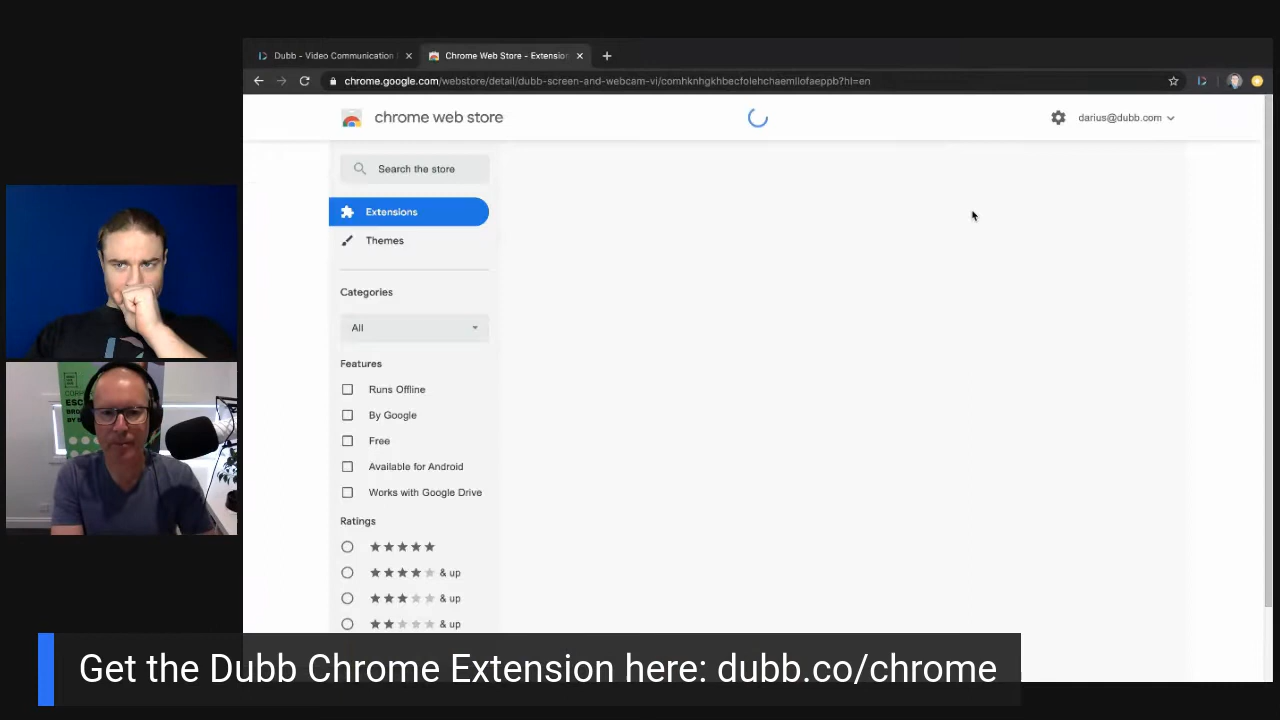 Dubb - Video Communication
Chrome Web Store - Extension
chrome.google.com/webstore/detail/dubb-screen-and-webcam-vi/comhknhgkhbecfolehchaemllofaeppb?hl=en
chrome web store
darius@dubb.com
Search the store
Extensions
Themes
Categories
All
Features
Runs Offline
By Google
Free
Available for Android
Works with Google Drive
Ratings
& up
& up
& up
ESC
Get the Dubb Chrome Extension here: dubb.co/chrome